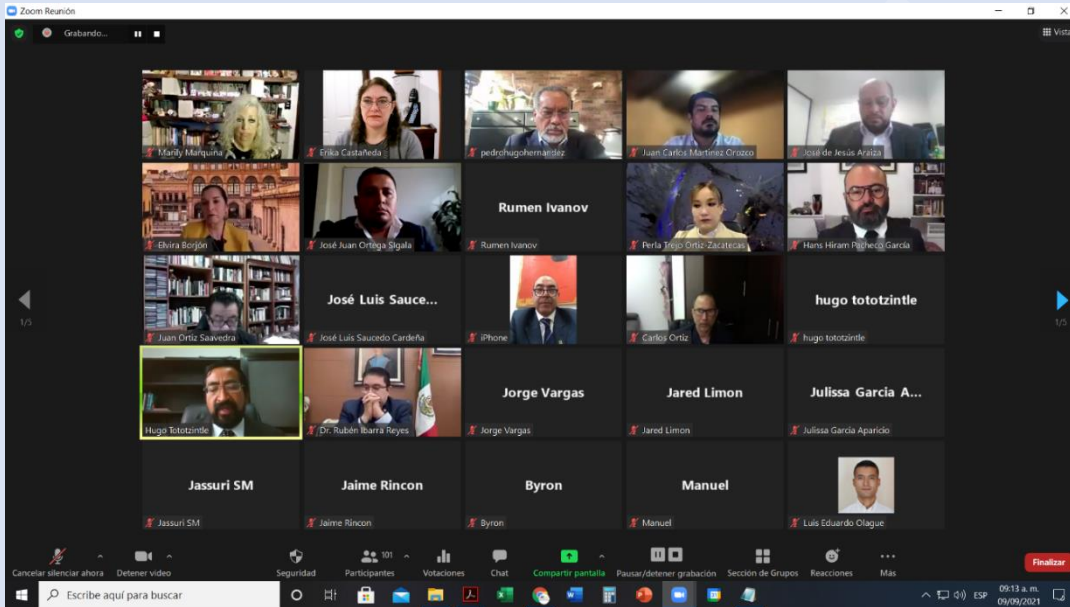 Zoom Reunión
Grabando...
Vista
Marily Marquina
Erika Castañeda
pedrohugohernandez
Juan Carlos Martinez Orozco
José de Jesús Araiza
Elvira Borjón
José Juan Ortega Sigala
Rumen Ivanov
Rumen Ivanov
Perla Trejo Ortiz-Zacatecas
Hans Hiram Pacheco García
Juan Ortiz Saavedra
José Luis Sauce...
José Luis Saucedo Cardeña
iPhone
Carlos Ortiz
hugo tototzintle
hugo tototzintle
1/5
1/5
Hugo Tototzintle
Dr. Rubén Ibarra Reyes
Jorge Vargas
Jorge Vargas
Jared Limon
Jared Limon
Julissa Garcia A...
Julissa Garcia Aparicio
Jassuri SM
Jassuri SM
Jaime Rincon
Jaime Rincon
Byron
Byron
Manuel
Manuel
Luis Eduardo Olague
Cancelar silenciar ahora
Detener video
Seguridad
101
Participantes
Votaciones
Chat
Compartir pantalla
Pausar/detener grabación
Sección de Grupos
Reacciones
Más
Finalizar
Escribe aquí para buscar
ESP
09:13 a. m.
09/09/2021